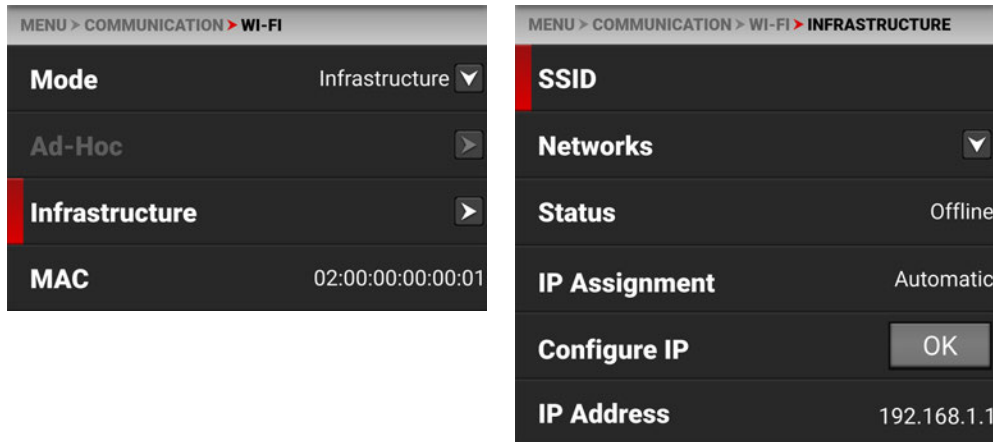 MENU > COMMUNICATION > WI-FI
Mode Infrastructure
Ad-Hoc
Infrastructure
MAC 02:00:00:00:00:01
MENU > COMMUNICATION > WI-FI > INFRASTRUCTURE
SSID
Networks
Status Offline
IP Assignment Automatic
Configure IP OK
IP Address 192.168.1.1